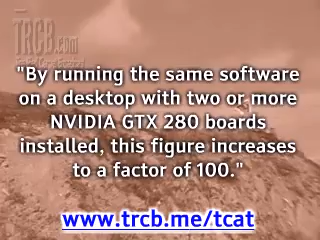 TRCB.com
"By running the same software
on a desktop with two or more
NVIDIA GTX 280 boards
installed, this figure increases
to a factor of 100."
www.trcb.me/tcat